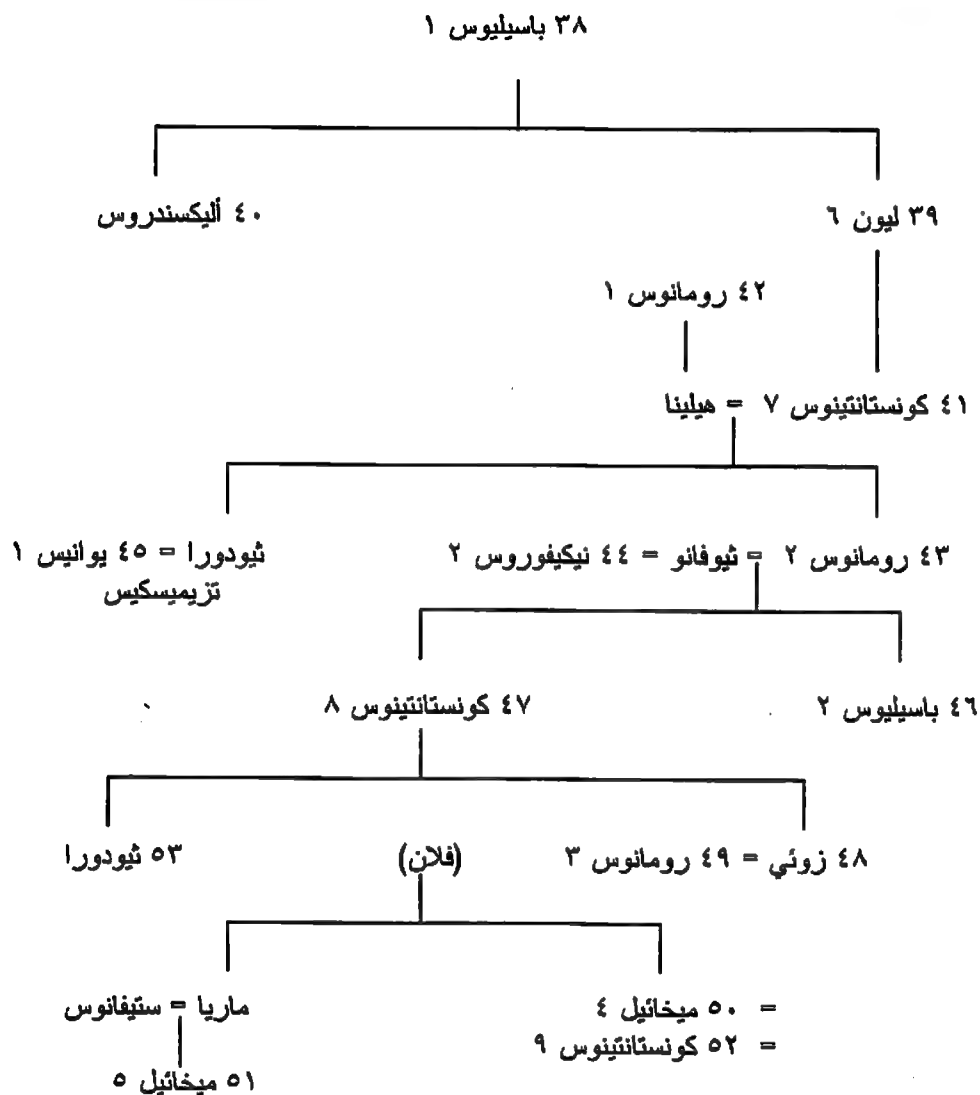 ٣٨ باسيليوس ١
٣٩ ليون ٦
٤٠ أليكسندروس
٤٢ رومانوس ١
٤١ كونستانتينوس ٧ = هيلينا
٤٣ رومانوس ٢ = ثيوفانو = ٤٤ نيكيفوروس ٢
ثيودورا = ٤٥ يوانيس ١
تزيميسكيس
٤٦ باسيليوس ٢
٤٧ كونستانتينوس ٨
٤٨ زوئي = ٤٩ رومانوس ٣
(فلان)
٥٣ ثيودورا
= ٥٠ ميخائيل ٤
= ٥٢ كونستانتينوس ٩
ماريا = ستيفانوس
٥١ ميخائيل ٥